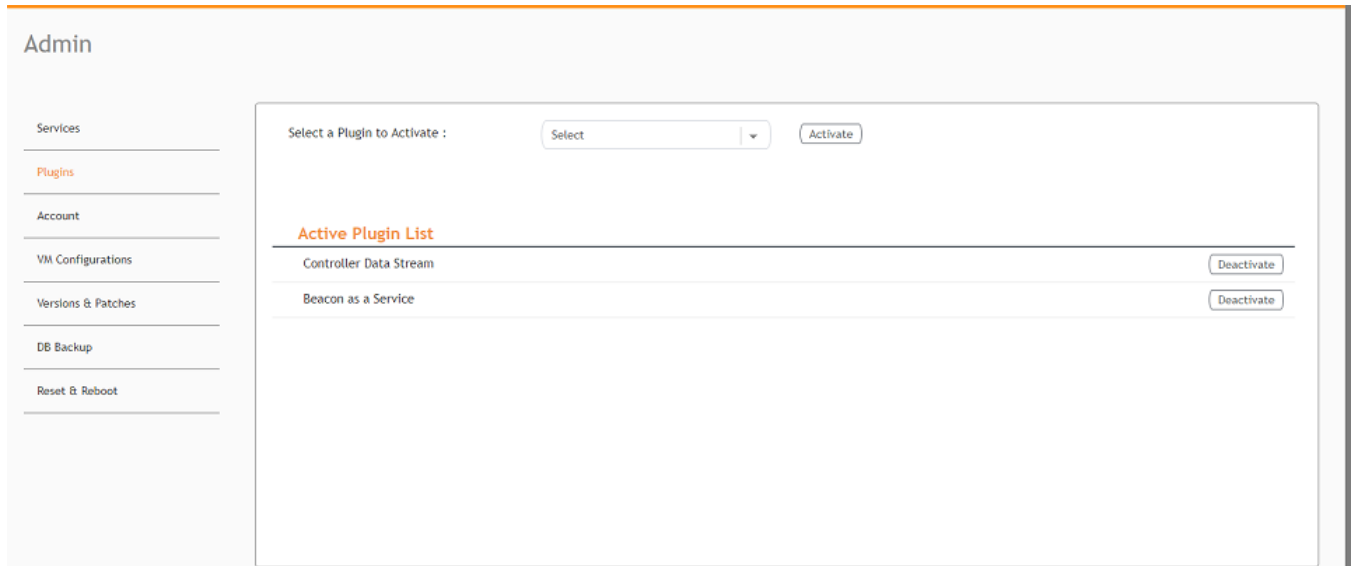 Admin
Services
Plugins
Account
VM Configurations
Versions & Patches
DB Backup
Reset & Reboot
Select a Plugin to Activate : Select Activate
Active Plugin List
Controller Data Stream Deactivate
Beacon as a Service Deactivate